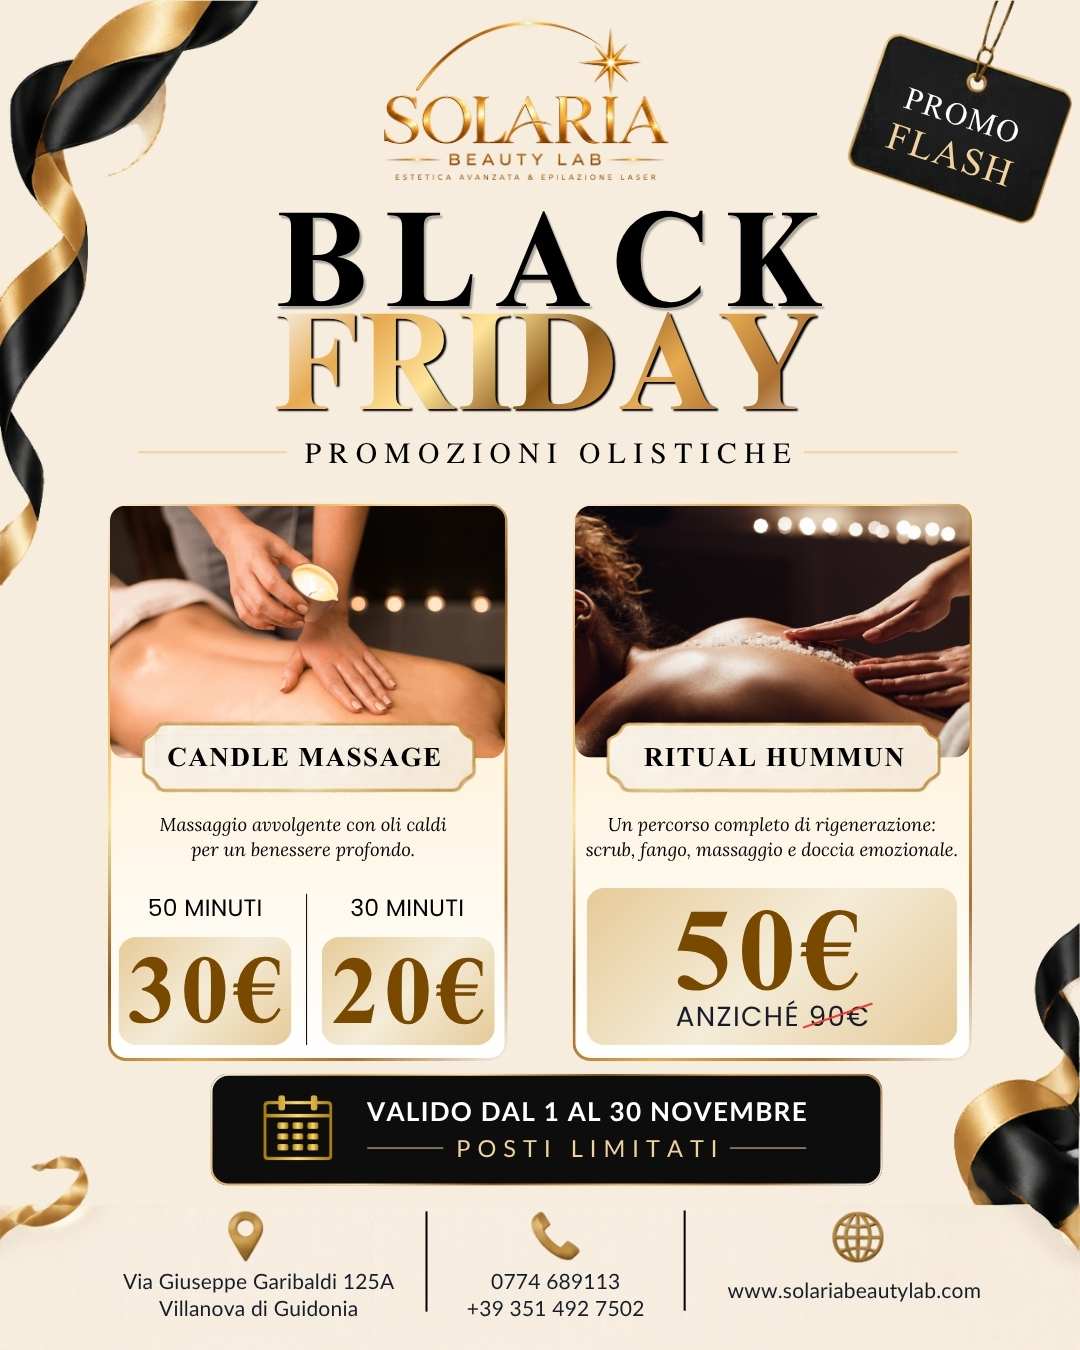 SOLARIA
BEAUTY LAB
ESTETICA AVANZATA & EPILAZIONE LASER
PROMO
FLASH
BLACK
FRIDAY
PROMOZIONI OLISTICHE
CANDLE MASSAGE
Massaggio avvolgente con oli caldi
per un benessere profondo.
50 MINUTI
30€
30 MINUTI
20€
RITUAL HUMMUN
Un percorso completo di rigenerazione:
scrub, fango, massaggio e doccia emozionale.
50€
ANZICHÉ 90€
VALIDO DAL 1 AL 30 NOVEMBRE
POSTI LIMITATI
Via Giuseppe Garibaldi 125A
Villanova di Guidonia
0774 689113
+39 351 492 7502
www.solariabeautylab.com